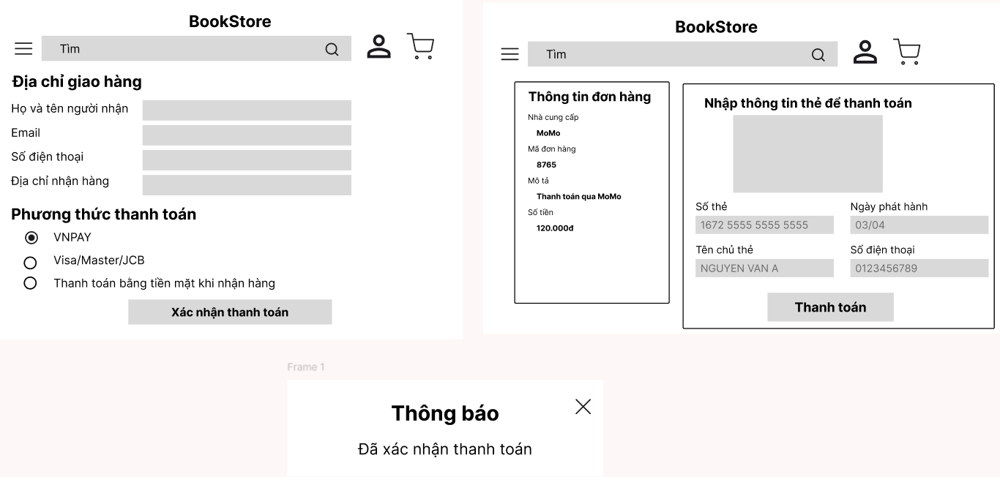 BookStore
Tìm
Địa chỉ giao hàng
Họ và tên người nhận
Email
Số điện thoại
Địa chỉ nhận hàng
Phương thức thanh toán
VNPAY
Visa/Master/JCB
Thanh toán bằng tiền mặt khi nhận hàng
Xác nhận thanh toán
BookStore
Tìm
Thông tin đơn hàng
Nhà cung cấp
MoMo
Mã đơn hàng
8765
Mô tả
Thanh toán qua MoMo
Số tiền
120.000đ
Nhập thông tin thẻ để thanh toán
Số thẻ
1672 5555 5555 5555
Ngày phát hành
03/04
Tên chủ thẻ
NGUYEN VAN A
Số điện thoại
0123456789
Thanh toán
Frame 1
Thông báo
Đã xác nhận thanh toán